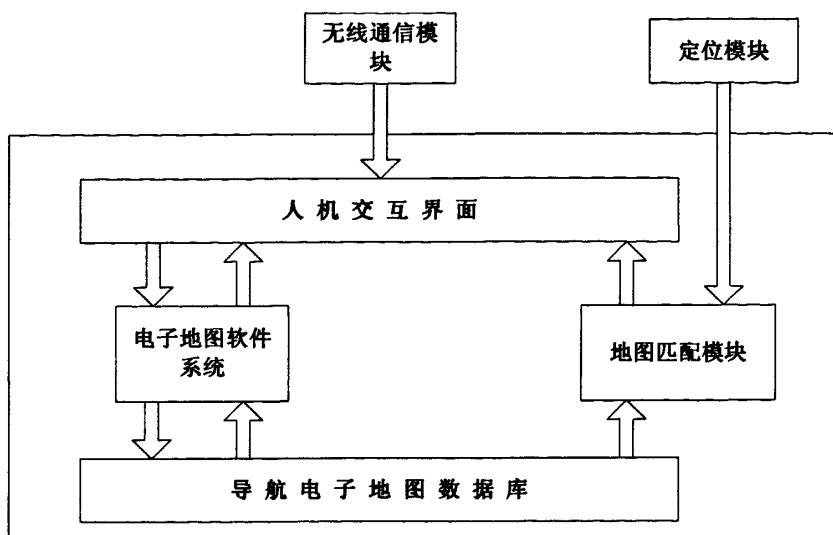 无线通信模
块
定位模块
人机交互界面
电子地图软件
系统
地图匹配模块
导航电子地图数据库